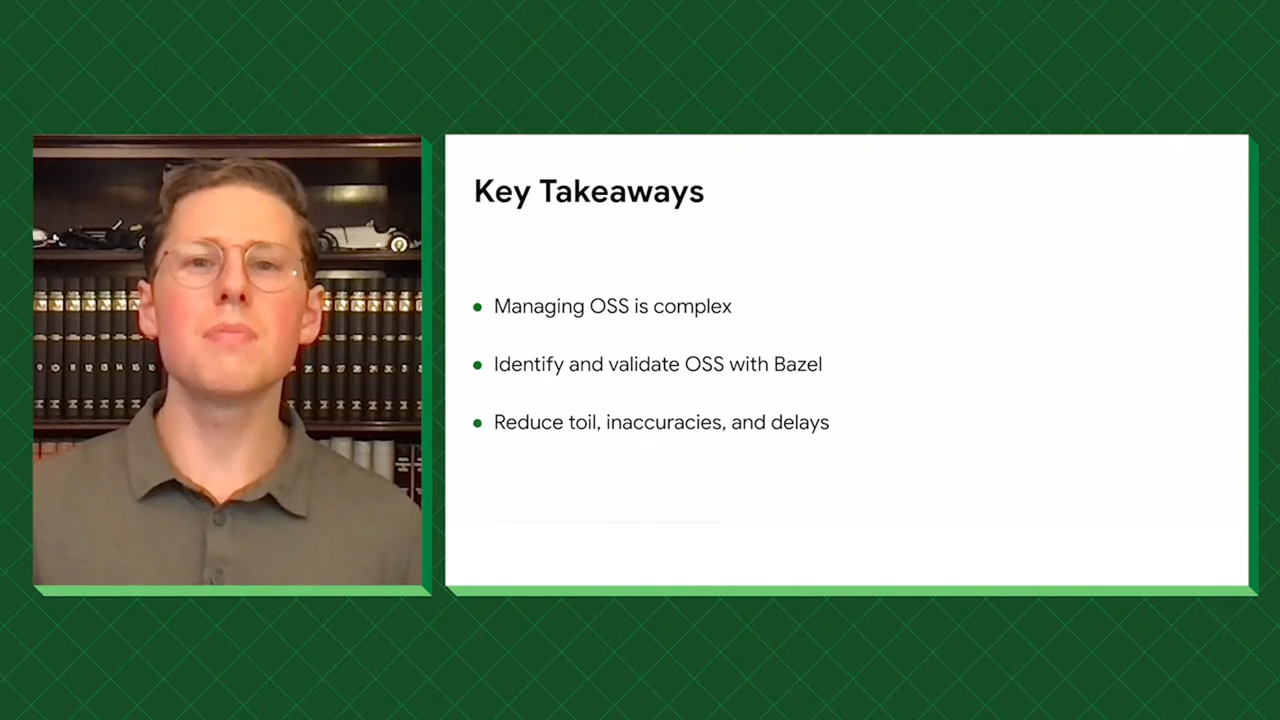 Key Takeaways
Managing OSS is complex
Identify and validate OSS with Bazel
Reduce toil, inaccuracies, and delays